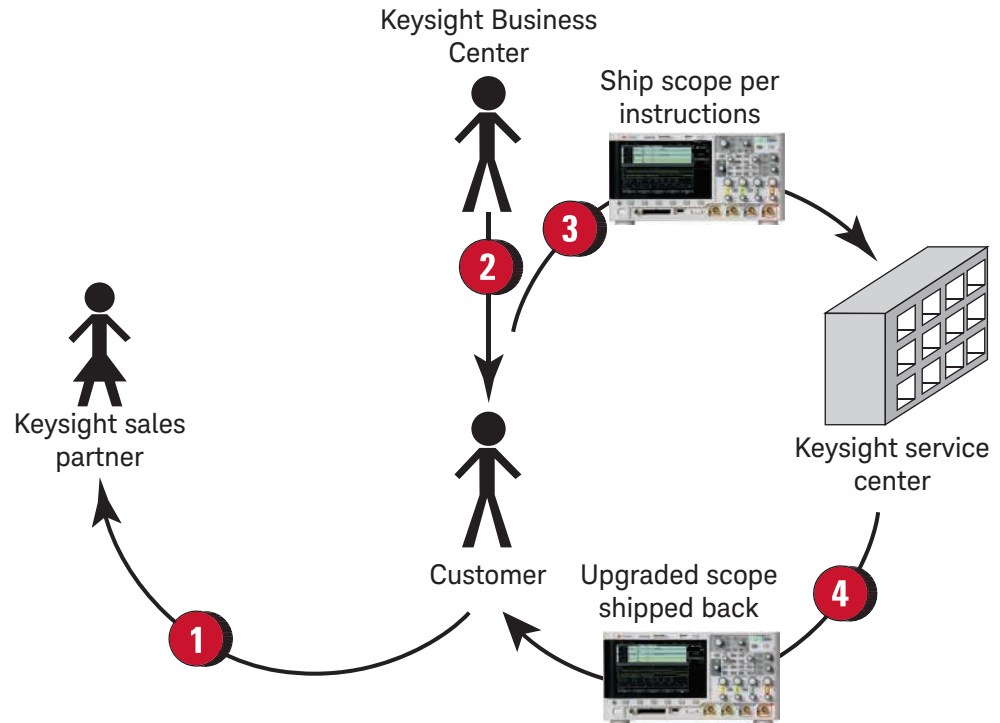 Keysight Business
Center
Ship scope per
instructions
3
2
Keysight sales
partner
Keysight service
center
Customer
Upgraded scope
shipped back
4
1